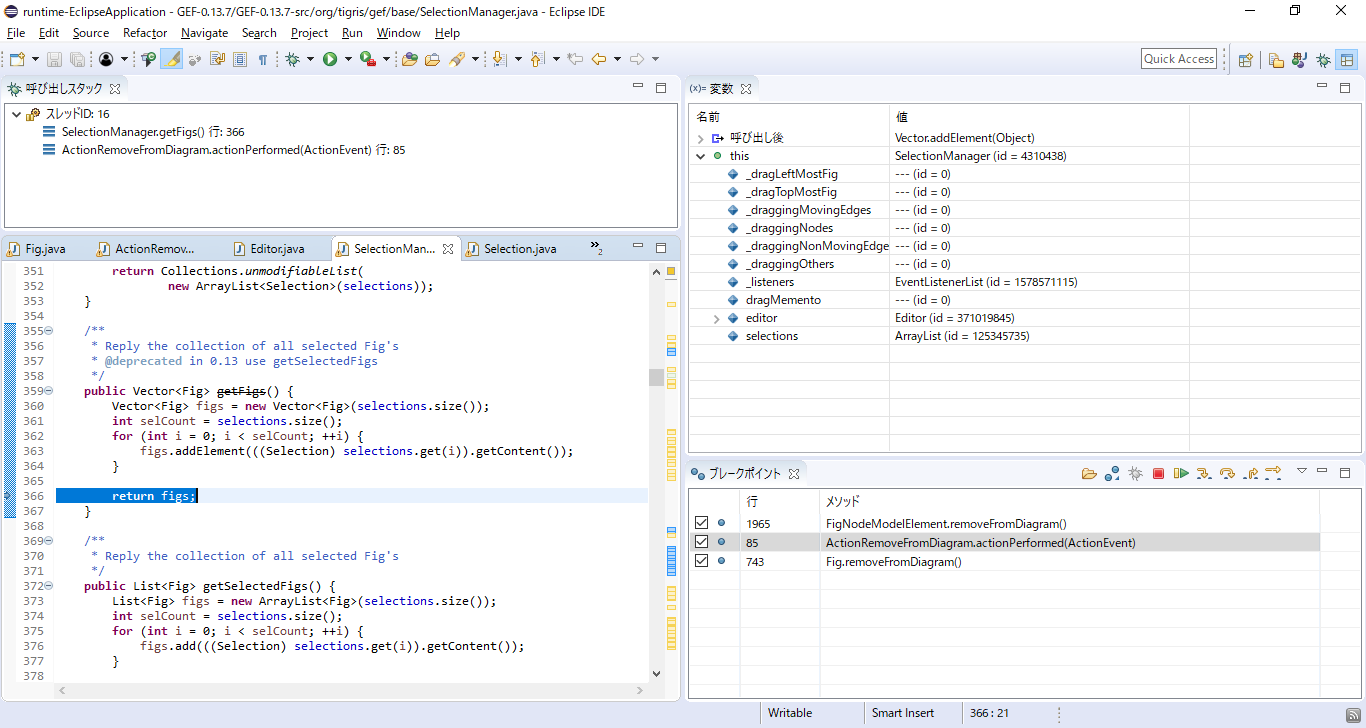 runtime-EclipseApplication - GEF-0.13.7/GEF-0.13.7-src/org/tigris/gef/base/SelectionManager.java - Eclipse IDE
File Edit Source Refactor Navigate Search Project Run Window Help
Quick Access
呼び出しスタック
スレッドID: 16
SelectionManager.getFigs() 行: 366
ActionRemoveFromDiagram.actionPerformed(ActionEvent) 行: 85
Fig.java ActionRemov... Editor.java SelectionMan... Selection.java »2
351 return Collections.unmodifiableList(
352 new ArrayList<Selection>(selections));
353 }
354
355 /**
356 * Reply the collection of all selected Fig's
357 * @deprecated in 0.13 use getSelectedFigs
358 */
359 public Vector<Fig> getFigs() {
360 Vector<Fig> figs = new Vector<Fig>(selections.size());
361 int selCount = selections.size();
362 for (int i = 0; i < selCount; ++i) {
363 figs.addElement(((Selection) selections.get(i)).getContent());
364 }
365
366 return figs;
367 }
368
369 /**
370 * Reply the collection of all selected Fig's
371 */
372 public List<Fig> getSelectedFigs() {
373 List<Fig> figs = new ArrayList<Fig>(selections.size());
374 int selCount = selections.size();
375 for (int i = 0; i < selCount; ++i) {
376 figs.add(((Selection) selections.get(i)).getContent());
377 }
378
(x)= 変数
名前 値
呼び出し後 Vector.addElement(Object)
this SelectionManager (id = 4310438)
_dragLeftMostFig --- (id = 0)
_dragTopMostFig --- (id = 0)
_draggingMovingEdges --- (id = 0)
_draggingNodes --- (id = 0)
_draggingNonMovingEdge --- (id = 0)
_draggingOthers --- (id = 0)
_listeners EventListenerList (id = 1578571115)
dragMemento --- (id = 0)
editor Editor (id = 371019845)
selections ArrayList (id = 125345735)
ブレークポイント
行 メソッド
1965 FigNodeModelElement.removeFromDiagram()
85 ActionRemoveFromDiagram.actionPerformed(ActionEvent)
743 Fig.removeFromDiagram()
Writable Smart Insert 366 : 21